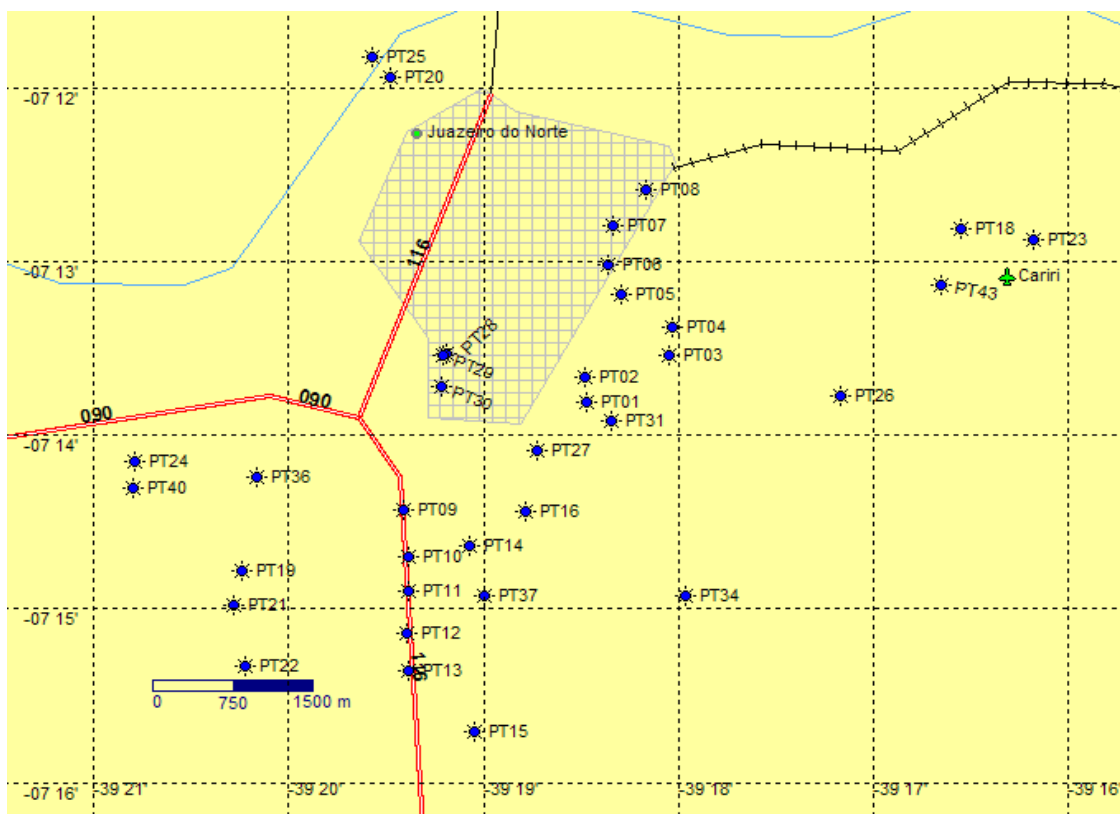 PT25
PT20
-07 12'
Juazeiro do Norte
PT08
PT07
PT18
PT23
116
-07 13'
PT06
Cariri
PT43
PT05
PT04
PT28
PT03
PT29
PT02
PT30
PT26
PT01
090
090
PT31
-07 14'
PT27
PT24
PT36
PT40
PT09
PT16
PT14
PT10
PT19
PT11
PT37
PT34
PT21
-07 15'
PT12
PT22
PT13
116
0 750 1500 m
PT15
-07 16'
-39 21' -39 20' -39 19' -39 18' -39 17' -39 16'